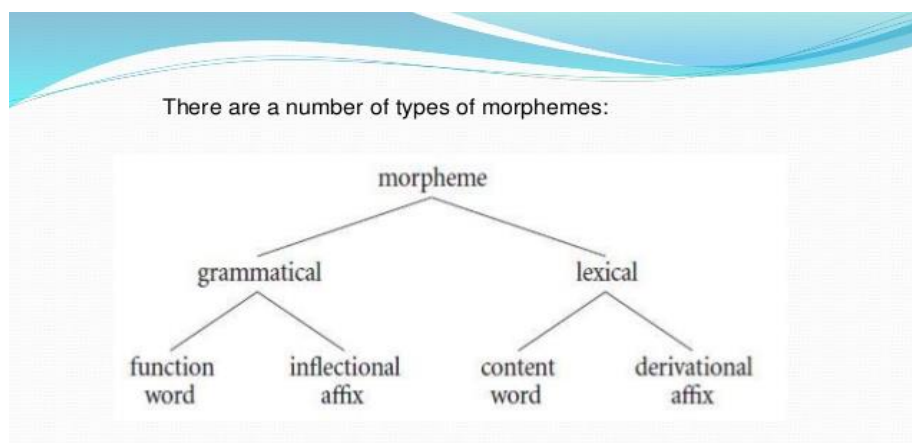 There are a number of types of morphemes:
morpheme
grammatical
lexical
function
word
inflectional
affix
content
word
derivational
affix